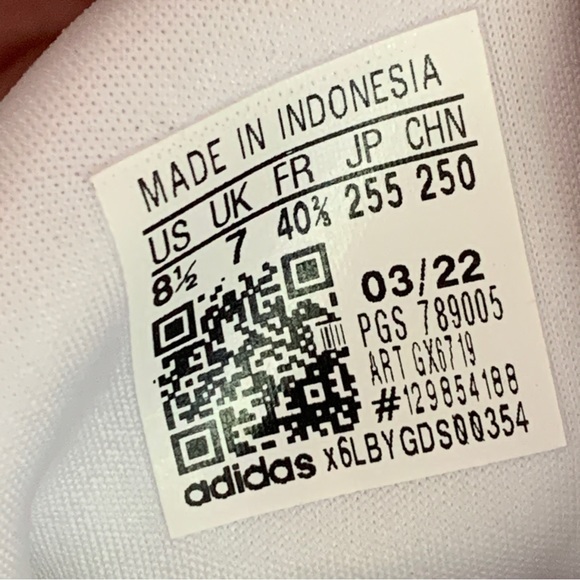 MADE IN INDONESIA
US UK FR JP CHN
8½ 7 40⅔ 255 250
03/22
PGS 789005
ART GX6719
#129854188
adidas x6LBYGDS00354